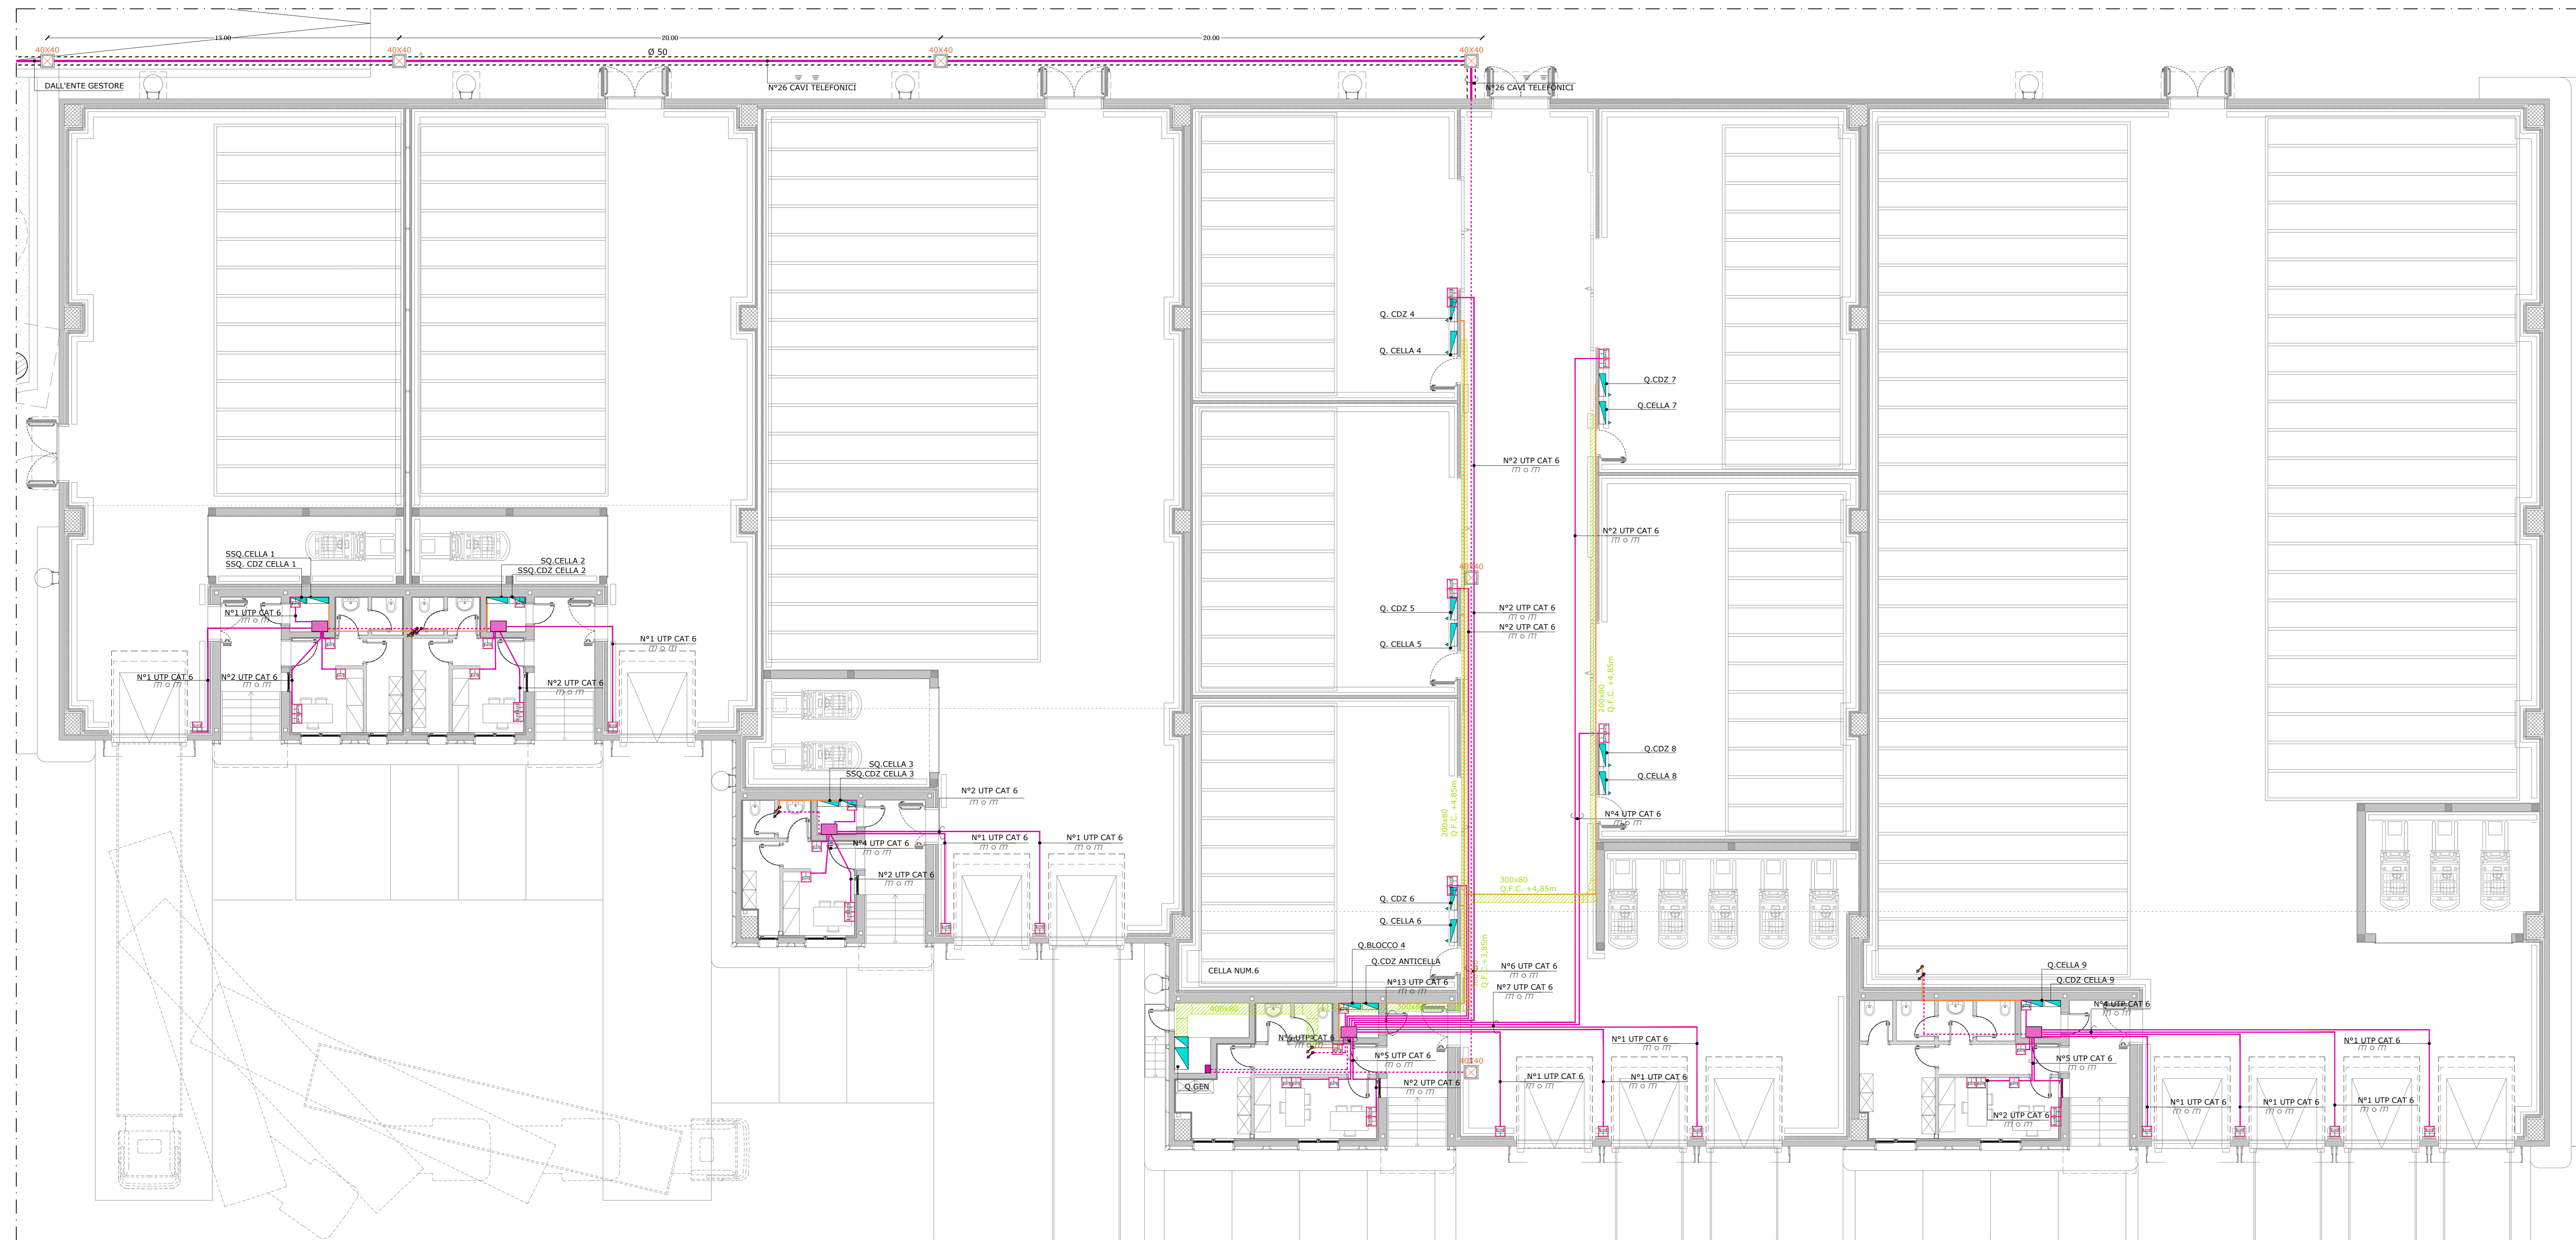 13.00
20.00
20.00
40X40
40X40
40X40
40X40
Ø 50
DALL'ENTE GESTORE
N°26 CAVI TELEFONICI
N°26 CAVI TELEFONICI
Q. CDZ 4
Q. CELLA 4
Q.CDZ 7
Q.CELLA 7
N°2 UTP CAT 6
N°2 UTP CAT 6
SSQ.CELLA 1
SSQ. CDZ CELLA 1
SQ.CELLA 2
SSQ.CDZ CELLA 2
40X40
N°1 UTP CAT 6
Q. CDZ 5
Q. CELLA 5
N°2 UTP CAT 6
N°2 UTP CAT 6
N°1 UTP CAT 6
N°1 UTP CAT 6
N°2 UTP CAT 6
N°2 UTP CAT 6
200x80
Q.F.C. +4,85m
Q.CDZ 8
Q.CELLA 8
SQ.CELLA 3
SSQ.CDZ CELLA 3
N°2 UTP CAT 6
200x80
Q.F.C. +4,85m
N°4 UTP CAT 6
N°4 UTP CAT 6
N°1 UTP CAT 6
N°1 UTP CAT 6
N°2 UTP CAT 6
300x80
Q.F.C. +4,85m
Q. CDZ 6
Q. CELLA 6
Q.BLOCCO 4
Q.CDZ ANTICELLA
CELLA NUM.6
N°6 UTP CAT 6
Q.F.C. +3,85m
N°13 UTP CAT 6
N°7 UTP CAT 6
Q.CELLA 9
Q.CDZ CELLA 9
400x80
300x80
N°4 UTP CAT 6
N°5 UTP CAT 6
N°1 UTP CAT 6
N°1 UTP CAT 6
N°5 UTP CAT 6
40X40
N°5 UTP CAT 6
Q.GEN
N°2 UTP CAT 6
N°1 UTP CAT 6
N°1 UTP CAT 6
N°2 UTP CAT 6
N°1 UTP CAT 6
N°1 UTP CAT 6
N°1 UTP CAT 6